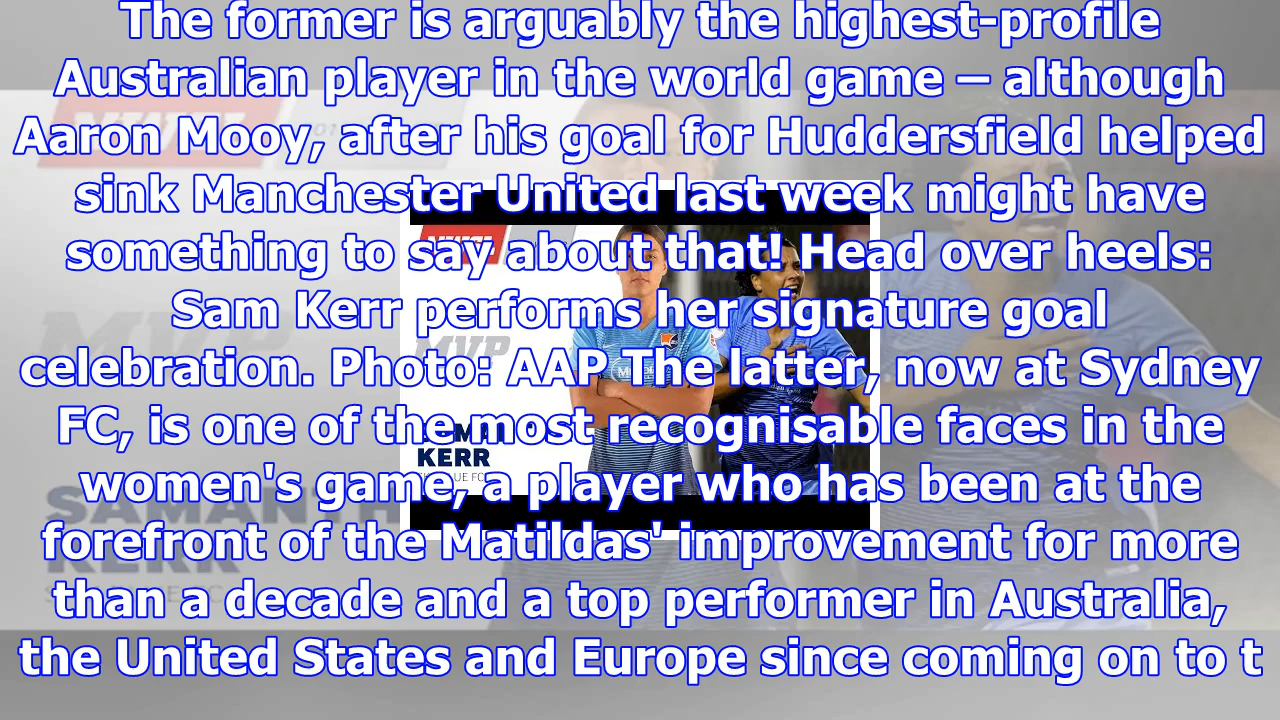 The former is arguably the highest-profile
Australian player in the world game – although
Aaron Mooy, after his goal for Huddersfield helped
sink Manchester United last week might have
something to say about that! Head over heels:
Sam Kerr performs her signature goal
celebration. Photo: AAP The latter, now at Sydney
FC, is one of the most recognisable faces in the
women's game, a player who has been at the
forefront of the Matildas' improvement for more
than a decade and a top performer in Australia,
the United States and Europe since coming on to t
MVP
KERR
SAMANTH
KERR